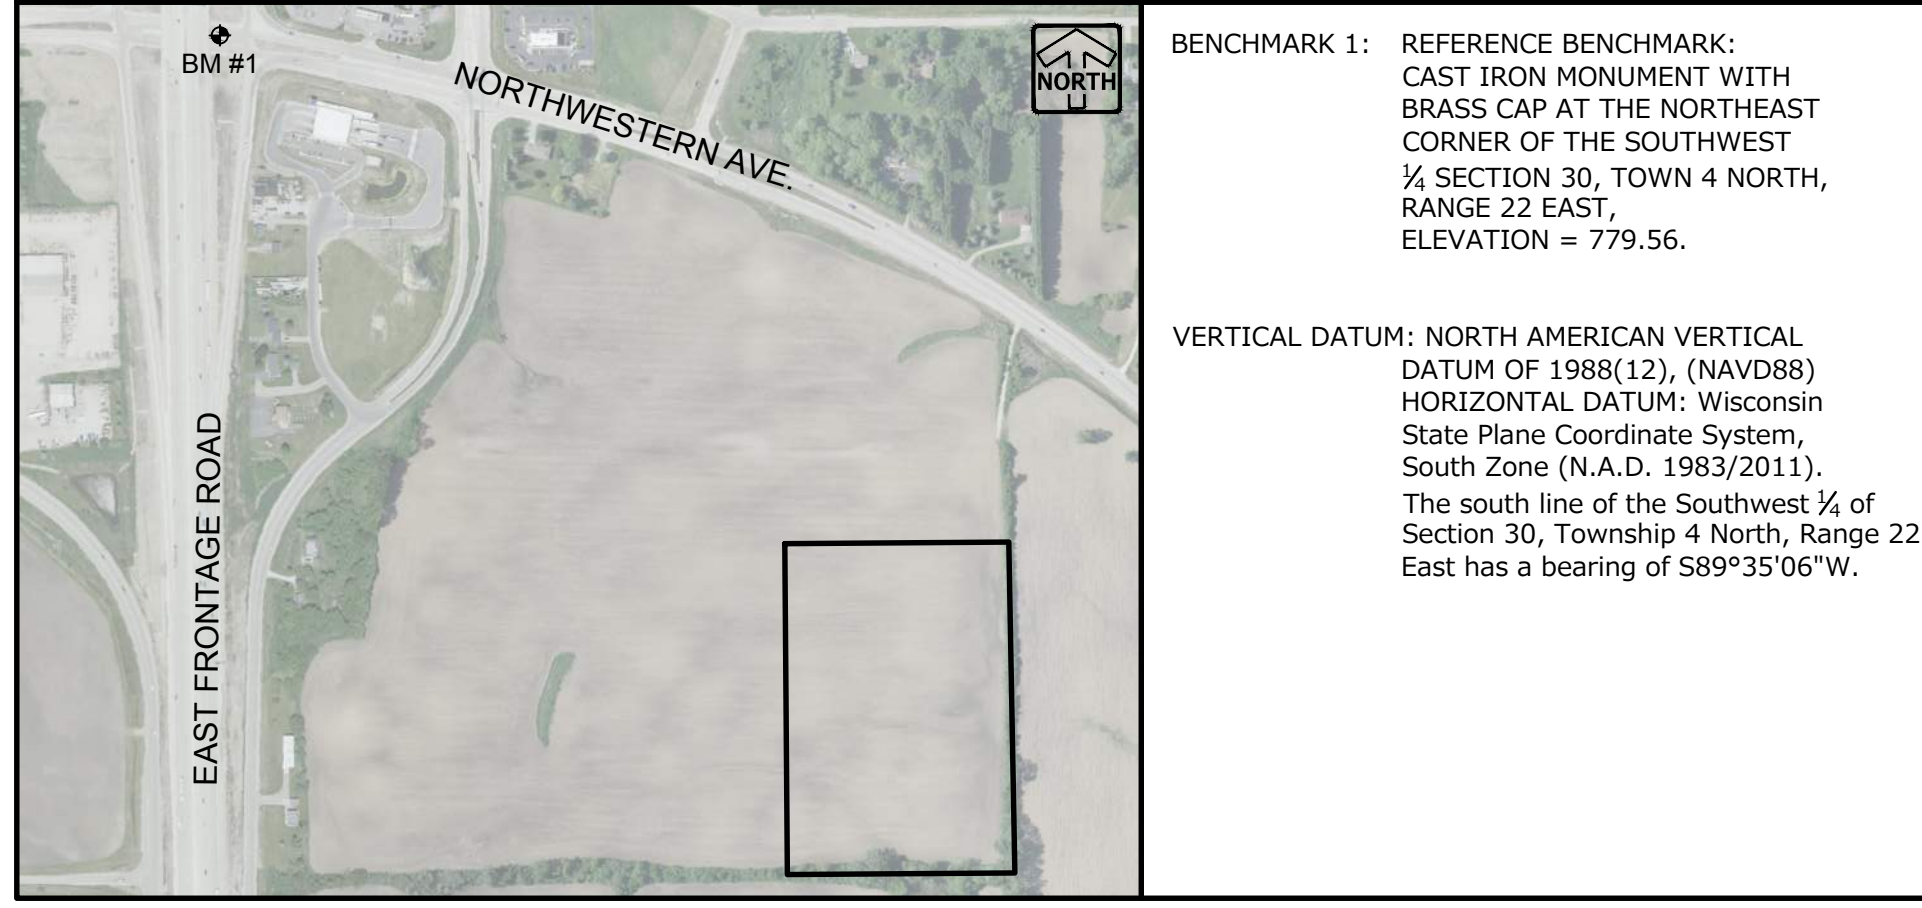 BM #1
NORTHWESTERN AVE.
NORTH
EAST FRONTAGE ROAD
BENCHMARK 1: REFERENCE BENCHMARK:
CAST IRON MONUMENT WITH
BRASS CAP AT THE NORTHEAST
CORNER OF THE SOUTHWEST
¼ SECTION 30, TOWN 4 NORTH,
RANGE 22 EAST,
ELEVATION = 779.56.
VERTICAL DATUM: NORTH AMERICAN VERTICAL
DATUM OF 1988(12), (NAVD88)
HORIZONTAL DATUM: Wisconsin
State Plane Coordinate System,
South Zone (N.A.D. 1983/2011).
The south line of the Southwest ¼ of
Section 30, Township 4 North, Range 22
East has a bearing of S89°35'06"W.